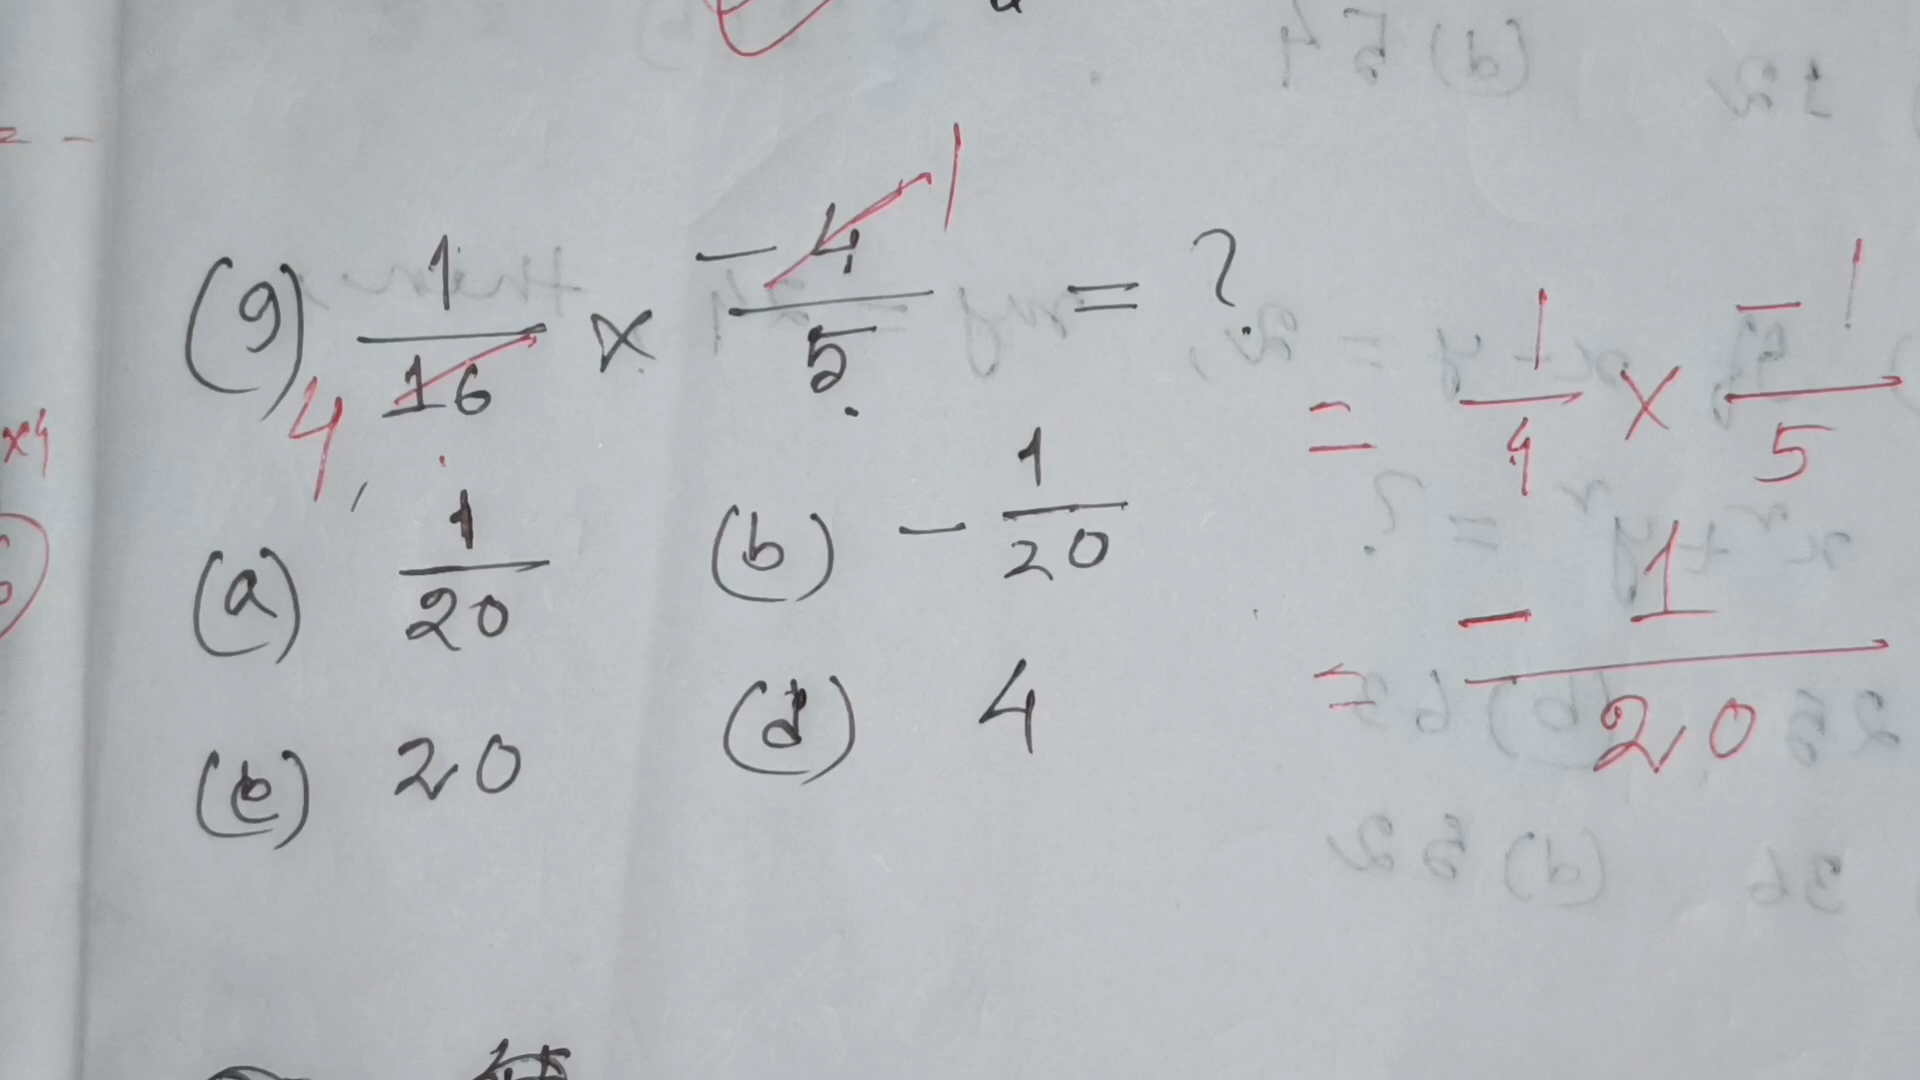 (9) 1/16 × -4/5 = ?
4
1
(a) 1/20 (b) - 1/20
(c) 20 (d) 4
= 1/4 × -1/5
= -1/20
×4